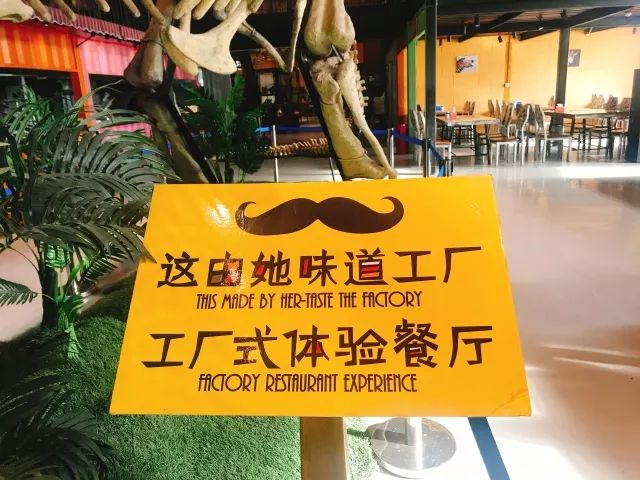 这由她味道工厂
THIS MADE BY HER-TASTE THE FACTORY
工厂式体验餐厅
FACTORY RESTAURANT EXPERIENCE